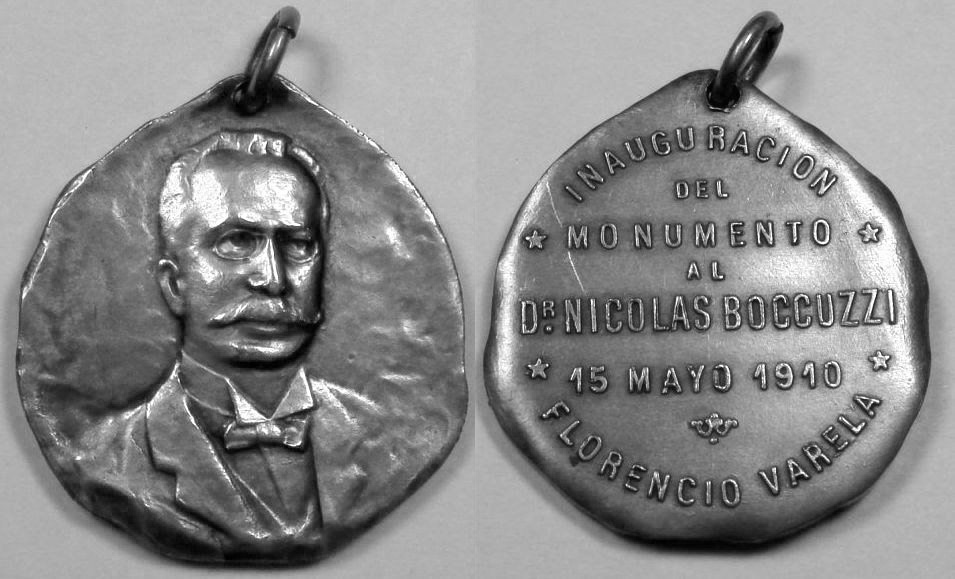 INAUGURACION
DEL
MONUMENTO
AL
DR. NICOLAS BOCCUZZI
15 MAYO 1910
FLORENCIO VARELA